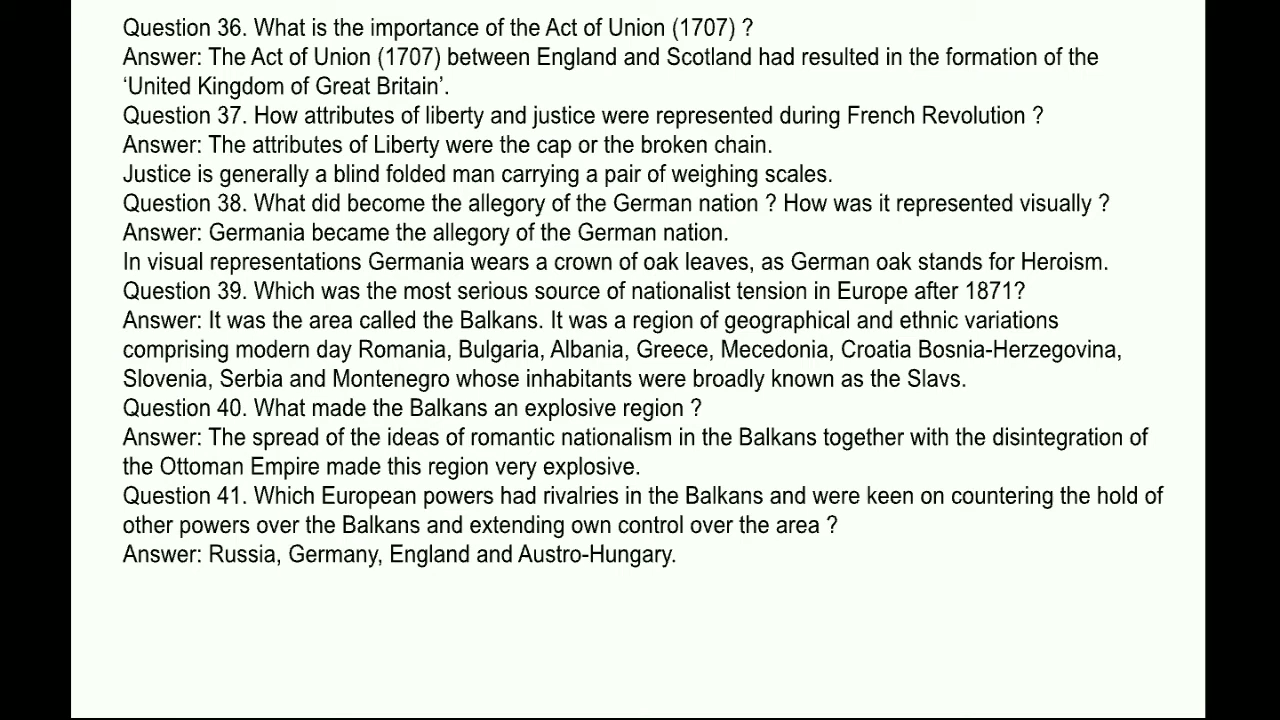 Question 36. What is the importance of the Act of Union (1707) ?
Answer: The Act of Union (1707) between England and Scotland had resulted in the formation of the
‘United Kingdom of Great Britain’.
Question 37. How attributes of liberty and justice were represented during French Revolution ?
Answer: The attributes of Liberty were the cap or the broken chain.
Justice is generally a blind folded man carrying a pair of weighing scales.
Question 38. What did become the allegory of the German nation ? How was it represented visually ?
Answer: Germania became the allegory of the German nation.
In visual representations Germania wears a crown of oak leaves, as German oak stands for Heroism.
Question 39. Which was the most serious source of nationalist tension in Europe after 1871?
Answer: It was the area called the Balkans. It was a region of geographical and ethnic variations
comprising modern day Romania, Bulgaria, Albania, Greece, Mecedonia, Croatia Bosnia-Herzegovina,
Slovenia, Serbia and Montenegro whose inhabitants were broadly known as the Slavs.
Question 40. What made the Balkans an explosive region ?
Answer: The spread of the ideas of romantic nationalism in the Balkans together with the disintegration of
the Ottoman Empire made this region very explosive.
Question 41. Which European powers had rivalries in the Balkans and were keen on countering the hold of
other powers over the Balkans and extending own control over the area ?
Answer: Russia, Germany, England and Austro-Hungary.